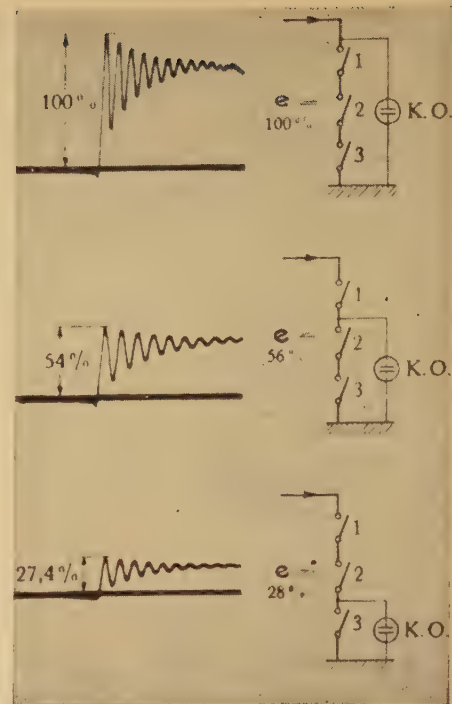 100%
e =
100%
1
2
3
K.O.
54%
e =
56%
1
2
3
K.O.
27,4%
e =
28%
1
2
3
K.O.